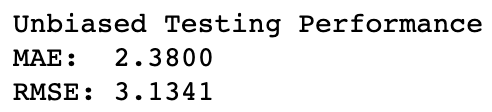 Unbiased Testing Performance
MAE:  2.3800
RMSE: 3.1341